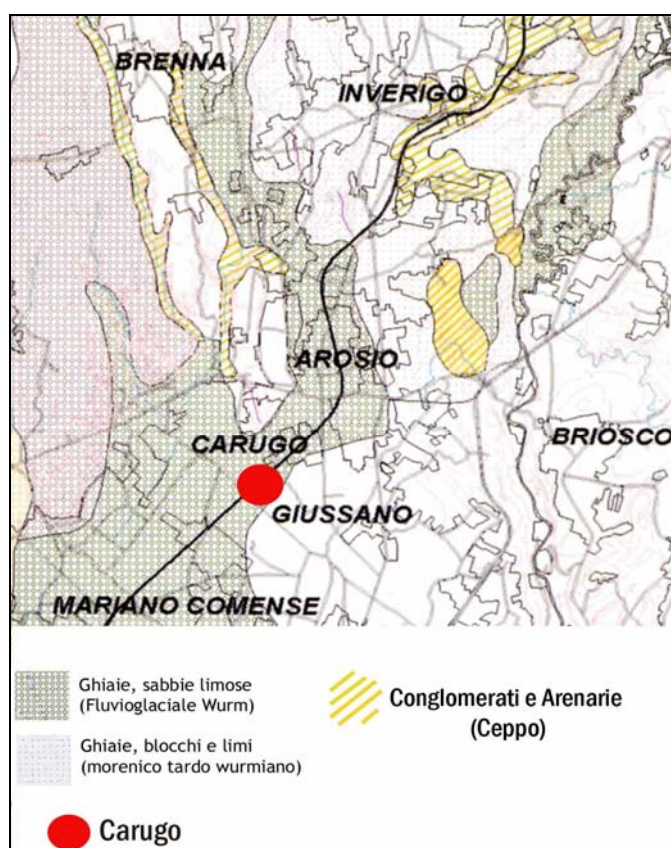 BRENNA
INVERIGO
AROSIO
CARUGO
BRIOSCO
GIUSSANO
MARIANO COMENSE
Ghiaie, sabbie limose
(Fluvioglaciale Wurm)
Conglomerati e Arenarie
(Ceppo)
Ghiaie, blocchi e limi
(morenico tardo wurmiano)
Carugo